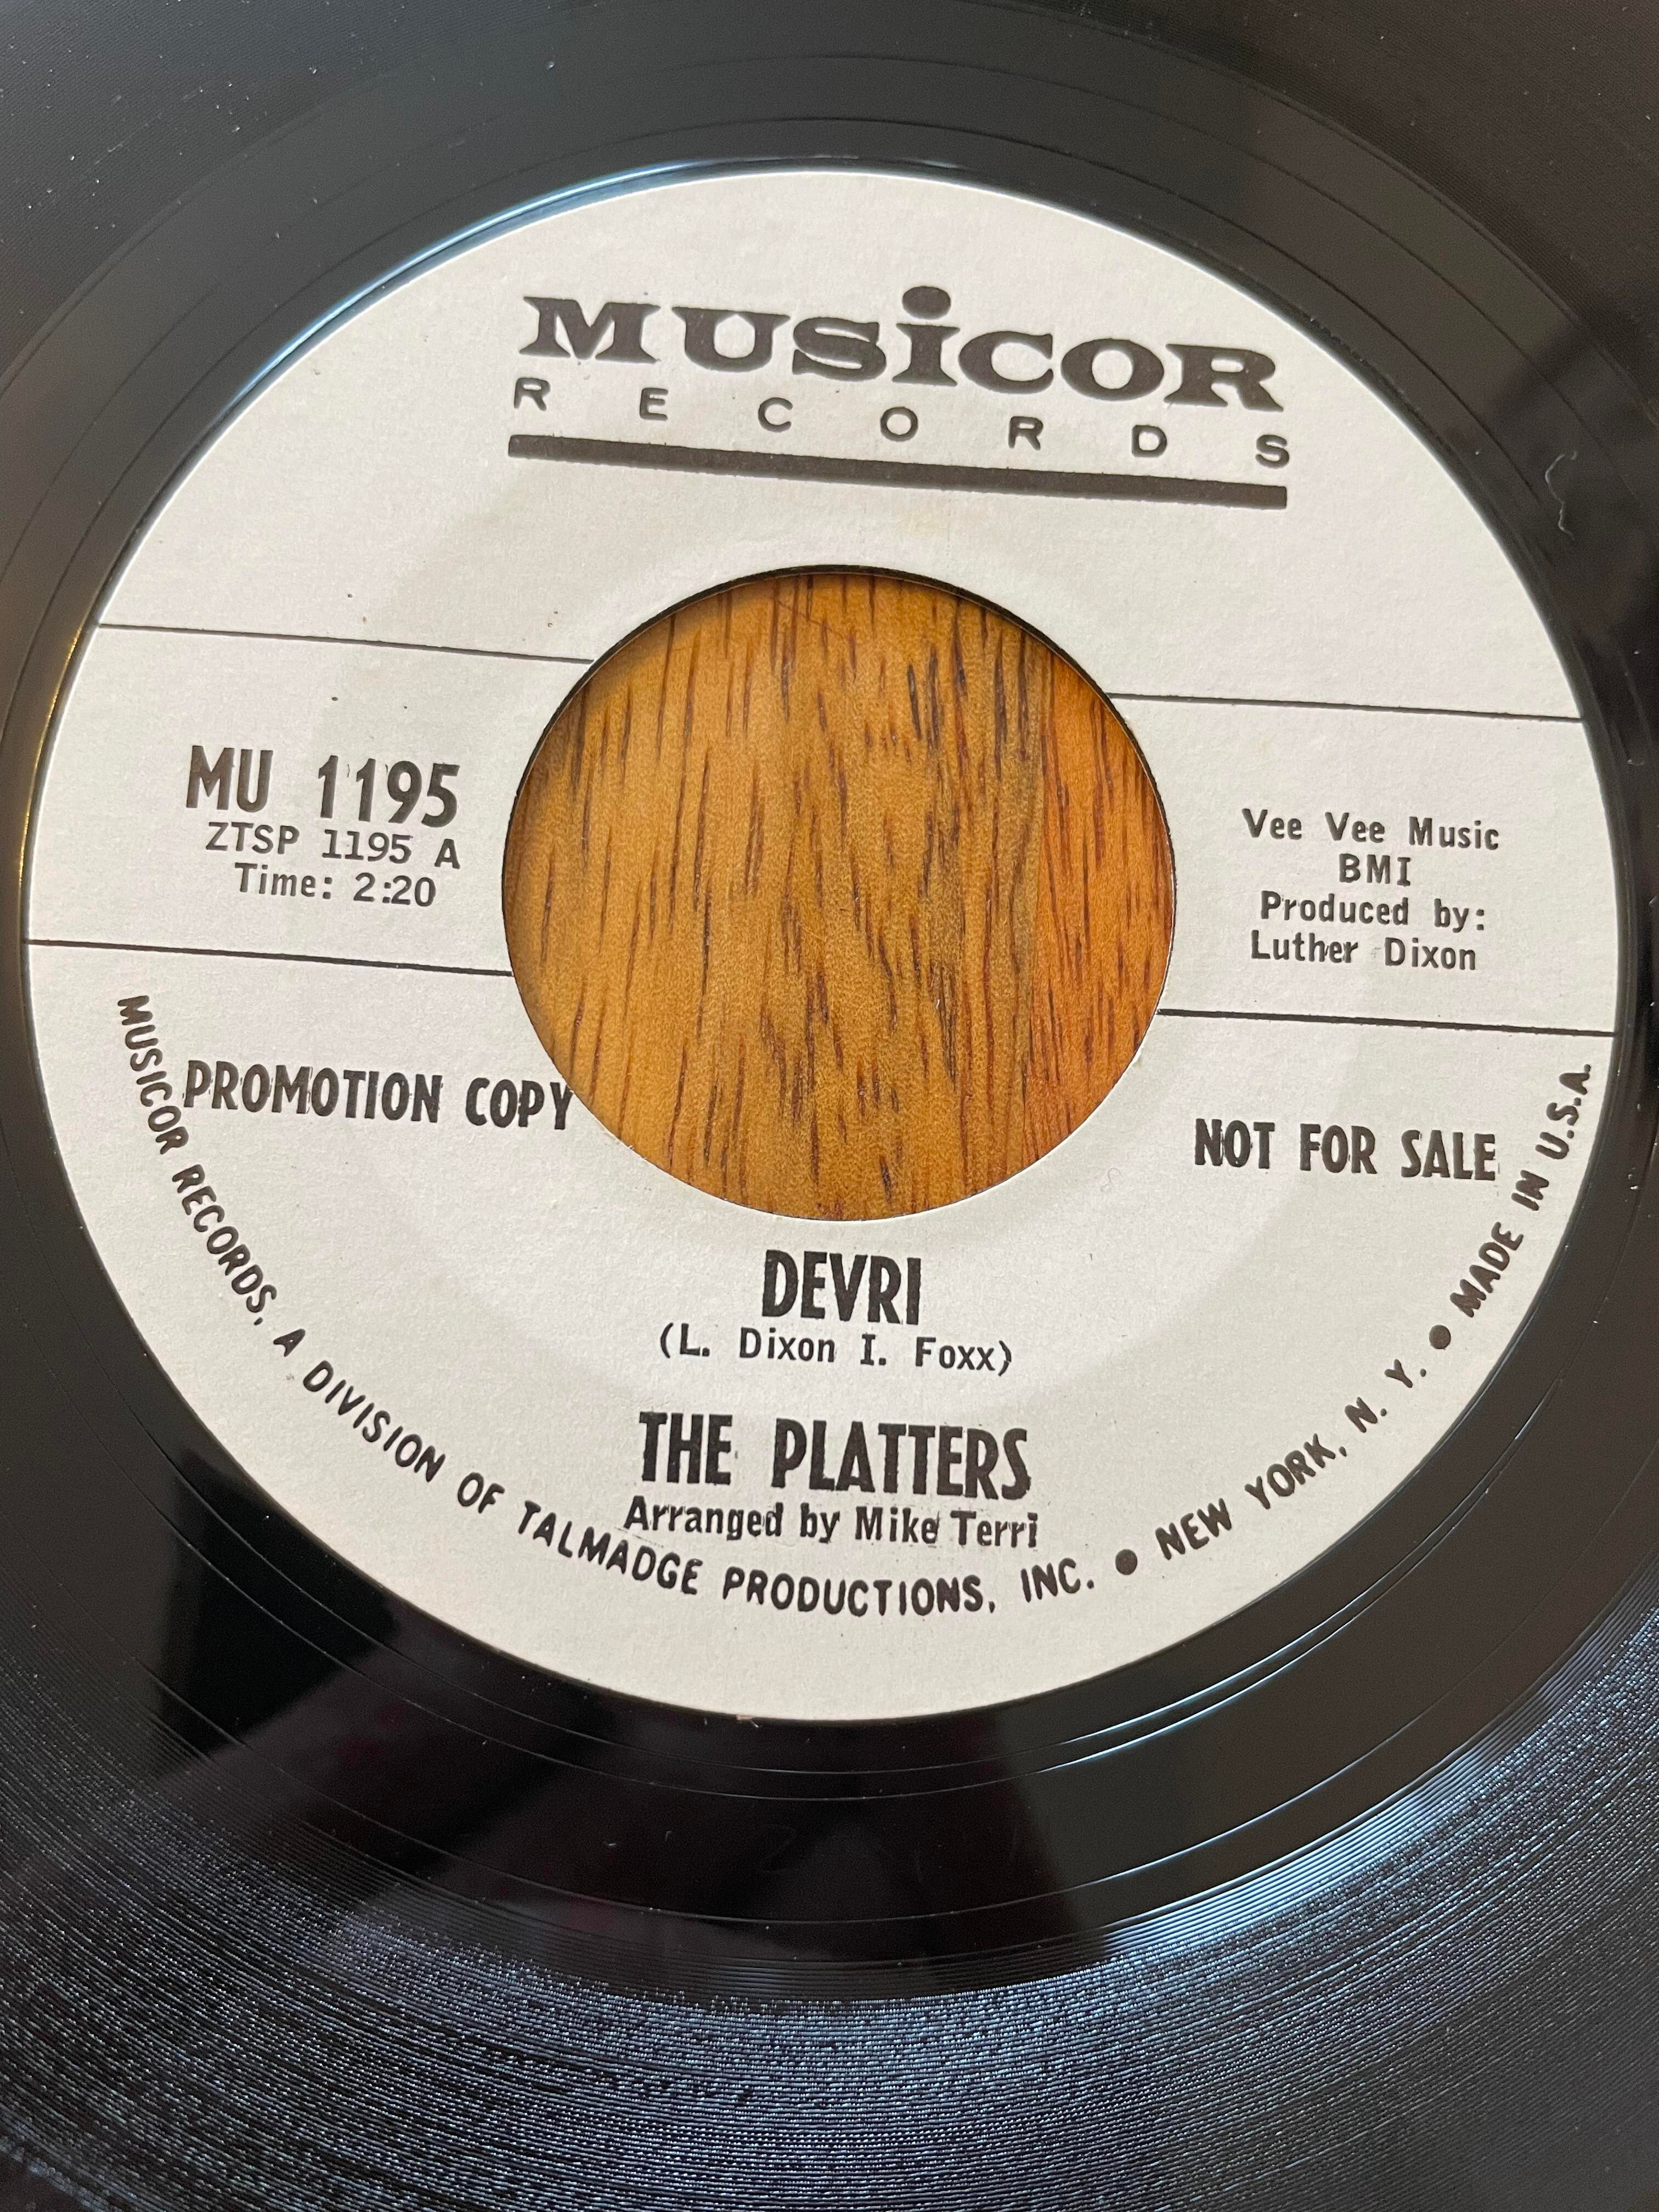 MUSiCOR
RECORDS
MU 1195
ZTSP 1195 A
Time: 2:20
Vee Vee Music
BMI
Produced by:
Luther Dixon
PROMOTION COPY
NOT FOR SALE
DEVRI
(L. Dixon I. Foxx)
THE PLATTERS
Arranged by Mike Terri
MUSICOR RECORDS, A DIVISION OF TALMADGE PRODUCTIONS, INC. ● NEW YORK, N. Y. ● MADE IN U.S.A.